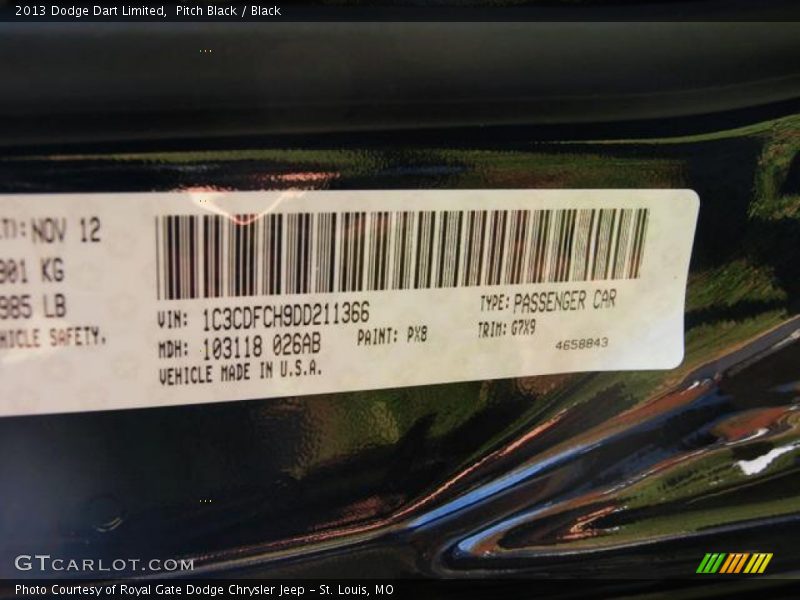 2013 Dodge Dart Limited,  Pitch Black / Black
NOV 12
KG
LB
SAFETY.
VIN: 1C3CDFCH9DD211366
MDH: 103118 026AB
PAINT: PX8
VEHICLE MADE IN U.S.A.
TYPE: PASSENGER CAR
TRIM: G7X9
4658843
GTCARLOT.COM
Photo Courtesy of Royal Gate Dodge Chrysler Jeep – St. Louis, MO